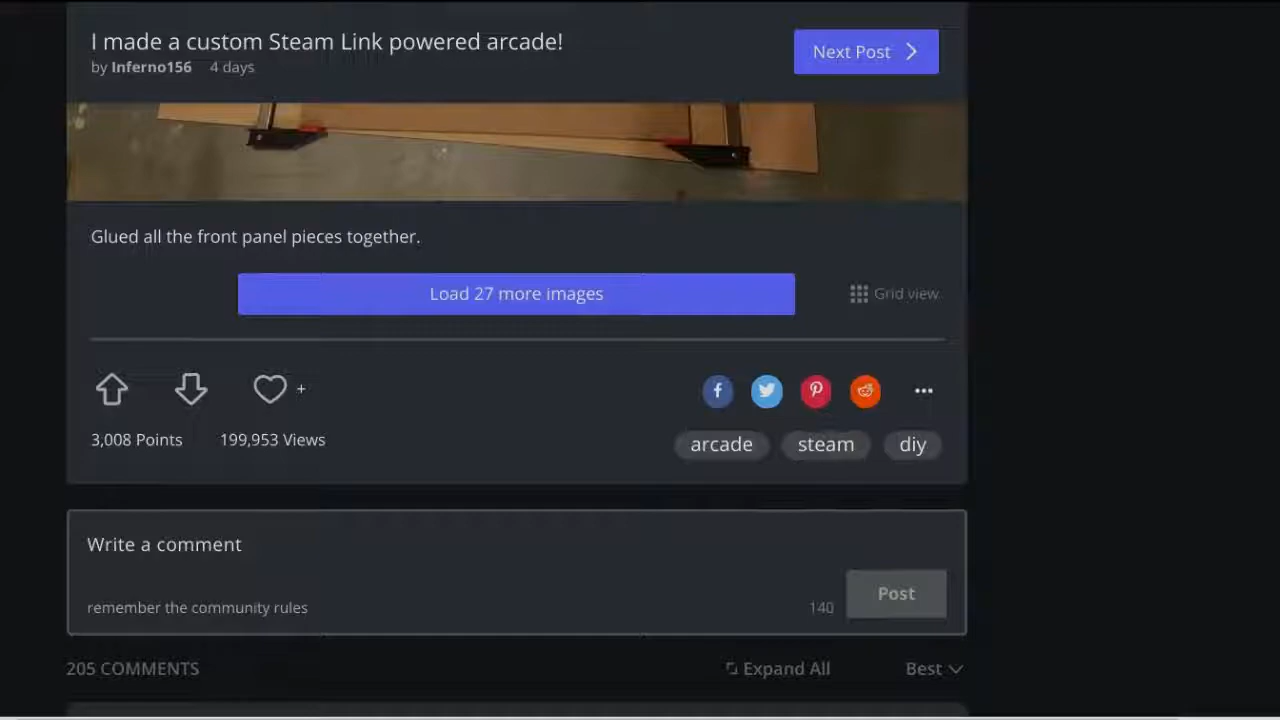 I made a custom Steam Link powered arcade!
by Inferno156 4 days
Next Post
Glued all the front panel pieces together.
Load 27 more images
Grid view
+
3,008 Points 199,953 Views
arcade steam diy
Write a comment
remember the community rules
140
Post
205 COMMENTS
Expand All
Best